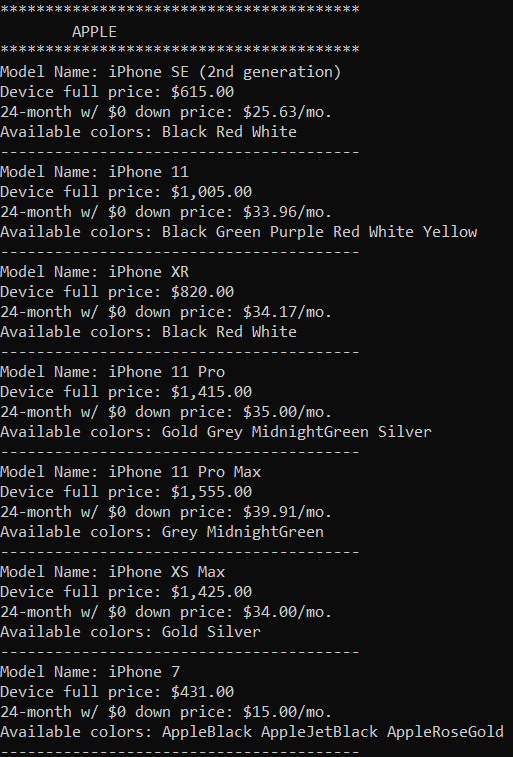 ****************************************
APPLE
****************************************
Model Name: iPhone SE (2nd generation)
Device full price: $615.00
24-month w/ $0 down price: $25.63/mo.
Available colors: Black Red White
----------------------------------------
Model Name: iPhone 11
Device full price: $1,005.00
24-month w/ $0 down price: $33.96/mo.
Available colors: Black Green Purple Red White Yellow
----------------------------------------
Model Name: iPhone XR
Device full price: $820.00
24-month w/ $0 down price: $34.17/mo.
Available colors: Black Red White
----------------------------------------
Model Name: iPhone 11 Pro
Device full price: $1,415.00
24-month w/ $0 down price: $35.00/mo.
Available colors: Gold Grey MidnightGreen Silver
----------------------------------------
Model Name: iPhone 11 Pro Max
Device full price: $1,555.00
24-month w/ $0 down price: $39.91/mo.
Available colors: Grey MidnightGreen
----------------------------------------
Model Name: iPhone XS Max
Device full price: $1,425.00
24-month w/ $0 down price: $34.00/mo.
Available colors: Gold Silver
----------------------------------------
Model Name: iPhone 7
Device full price: $431.00
24-month w/ $0 down price: $15.00/mo.
Available colors: AppleBlack AppleJetBlack AppleRoseGold
----------------------------------------